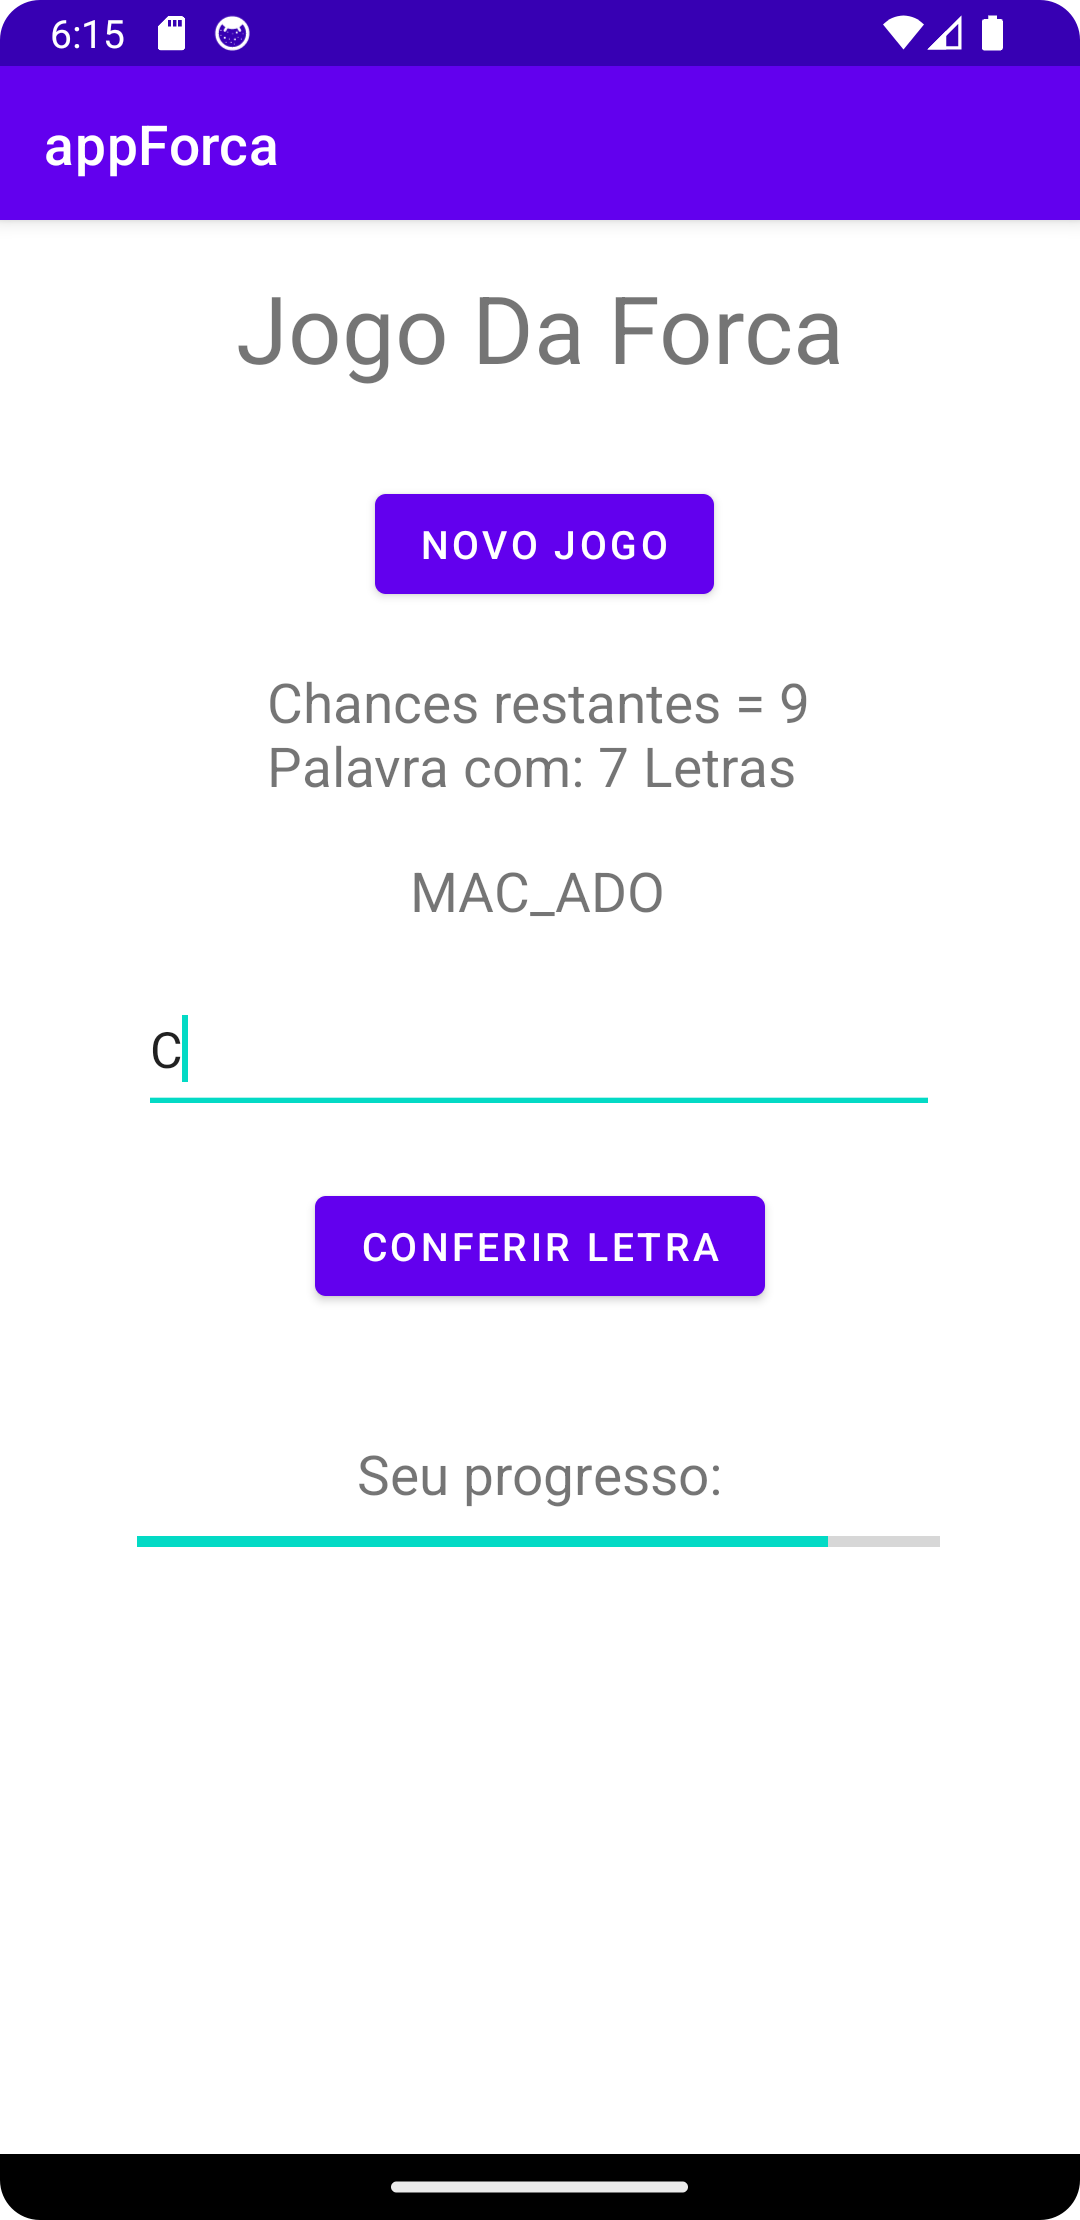 6:15
appForca
Jogo Da Forca
NOVO JOGO
Chances restantes = 9
Palavra com: 7 Letras
MAC_ADO
C
CONFERIR LETRA
Seu progresso: